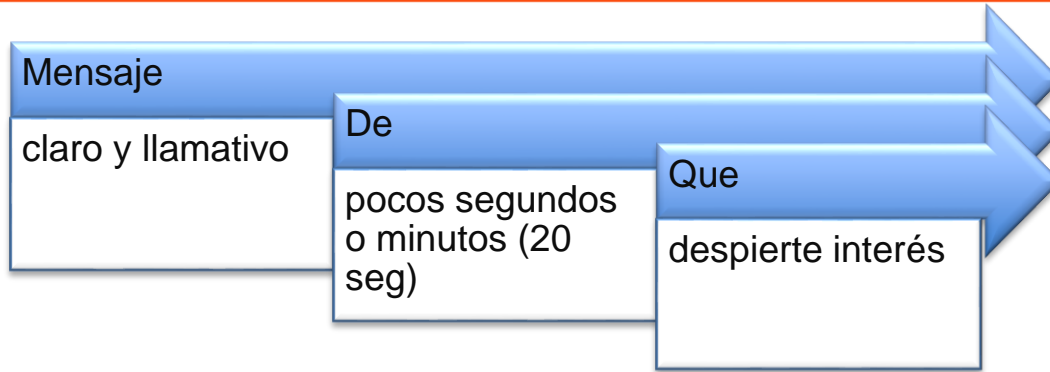 Mensaje
claro y llamativo
De
pocos segundos
o minutos (20
seg)
Que
despierte interés